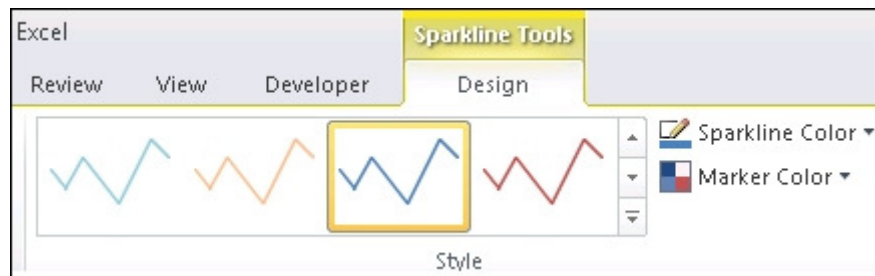 Excel Sparkline Tools
Review View Developer Design
Sparkline Color
Marker Color
Style